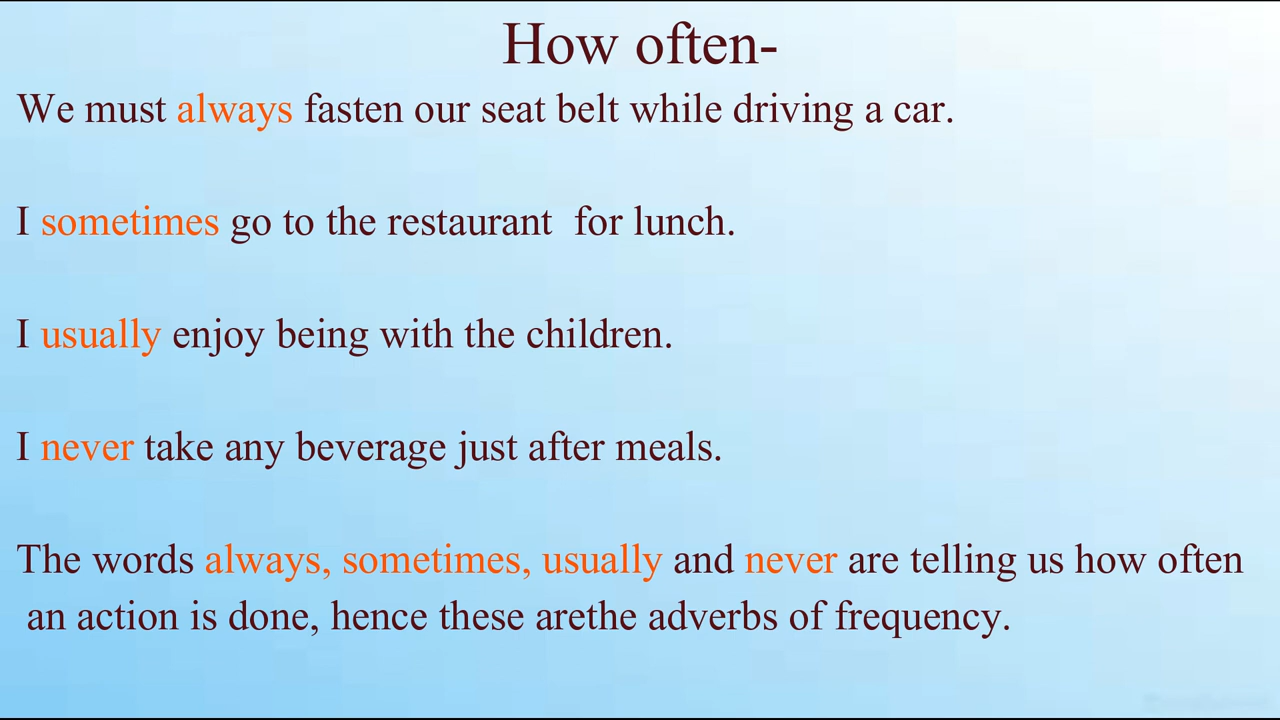 How often-
We must always fasten our seat belt while driving a car.
I sometimes go to the restaurant  for lunch.
I usually enjoy being with the children.
I never take any beverage just after meals.
The words always, sometimes, usually and never are telling us how often
an action is done, hence these arethe adverbs of frequency.